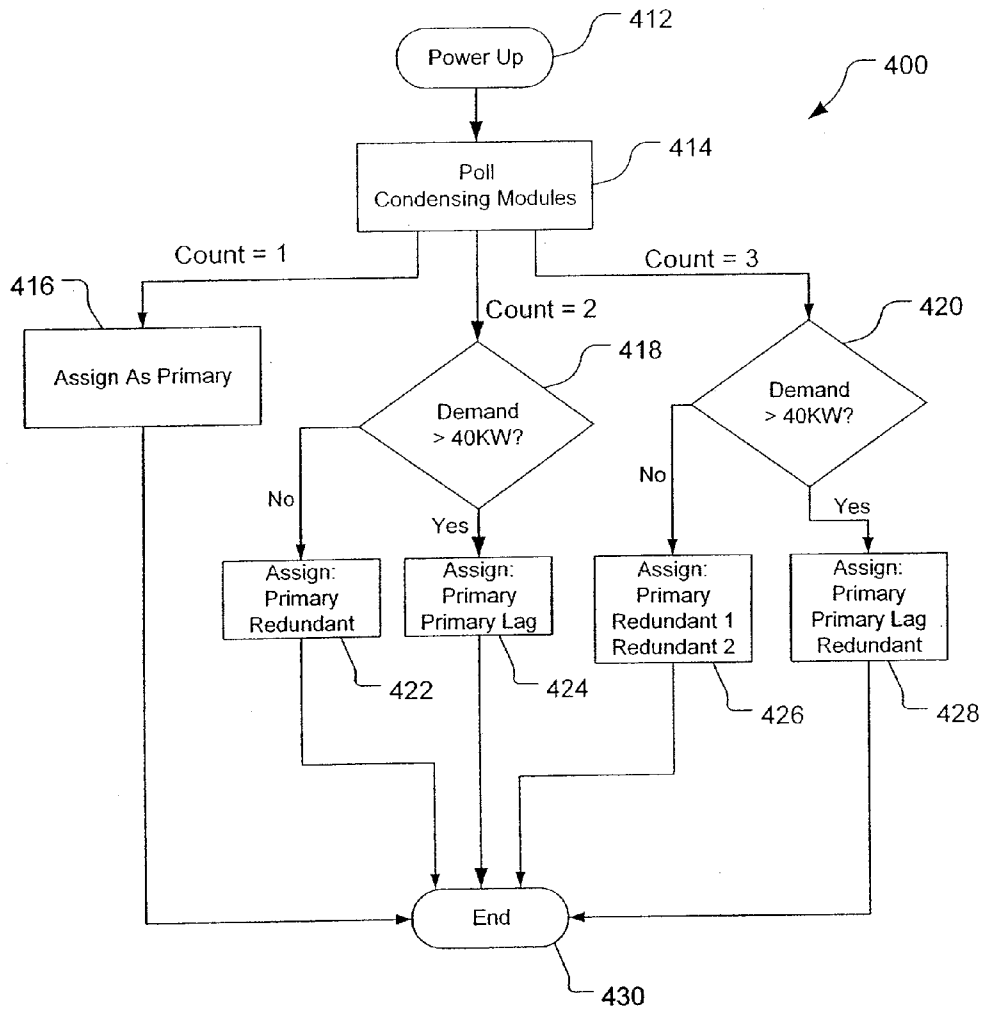 412
Power Up
400
414
Poll
Condensing Modules
Count = 1
Count = 3
416
Count = 2
420
418
Assign As Primary
Demand
> 40KW?
Demand
> 40KW?
No
Yes
No
Yes
Assign:
Primary
Redundant
Assign:
Primary
Primary Lag
Assign:
Primary
Redundant 1
Redundant 2
Assign:
Primary
Primary Lag
Redundant
422
424
426
428
End
430